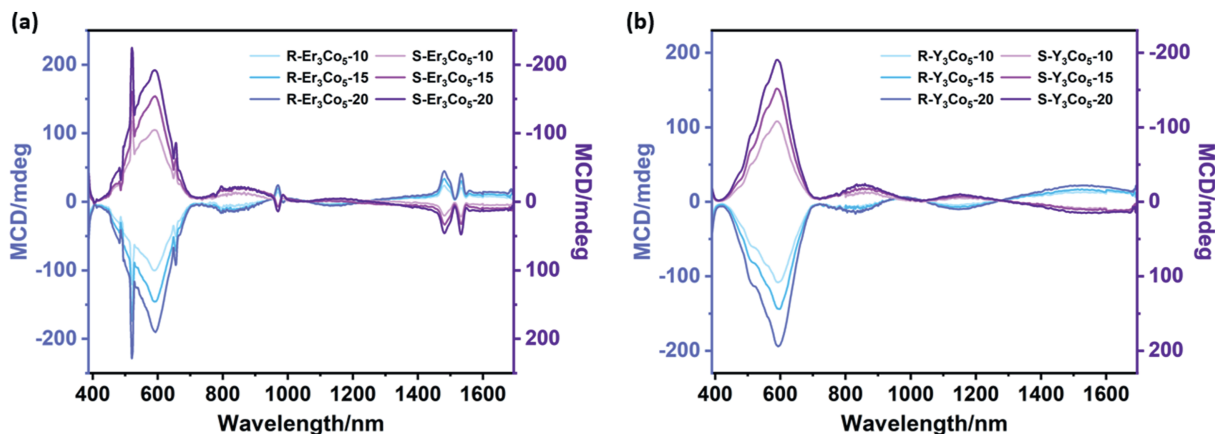 (a)
MCD/mdeg
200
100
0
-100
-200
R-Er₃Co₅-10 S-Er₃Co₅-10
R-Er₃Co₅-15 S-Er₃Co₅-15
R-Er₃Co₅-20 S-Er₃Co₅-20
-200
-100
0
100
200
MCD/mdeg
400 600 800 1000 1200 1400 1600
Wavelength/nm
(b)
MCD/mdeg
200
100
0
-100
-200
R-Y₃Co₅-10 S-Y₃Co₅-10
R-Y₃Co₅-15 S-Y₃Co₅-15
R-Y₃Co₅-20 S-Y₃Co₅-20
-200
-100
0
100
200
MCD/mdeg
400 600 800 1000 1200 1400 1600
Wavelength/nm